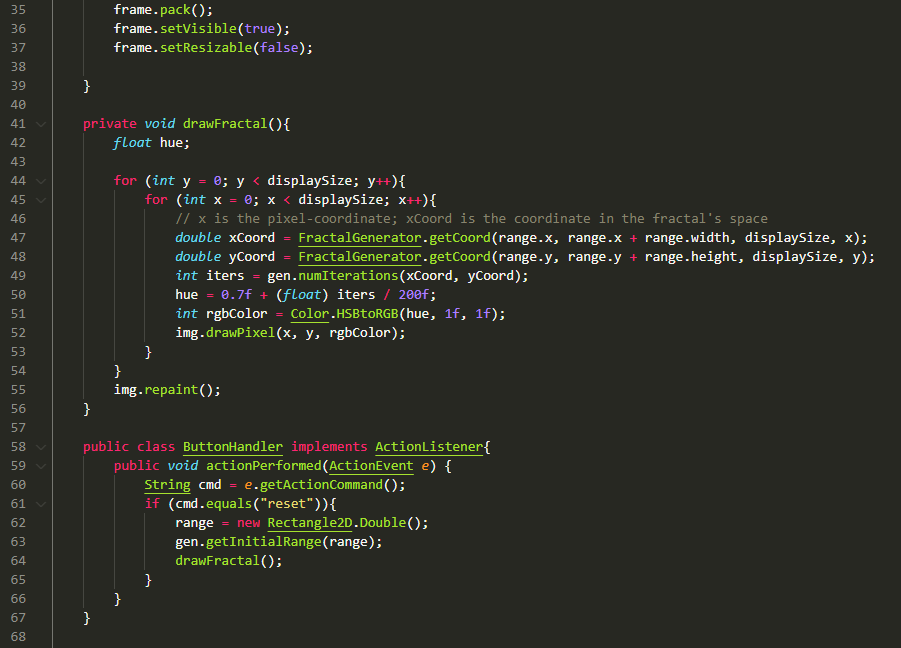 35 frame.pack();
36 frame.setVisible(true);
37 frame.setResizable(false);
38
39 }
40
41 private void drawFractal(){
42 float hue;
43
44 for (int y = 0; y < displaySize; y++){
45 for (int x = 0; x < displaySize; x++){
46 // x is the pixel-coordinate; xCoord is the coordinate in the fractal's space
47 double xCoord = FractalGenerator.getCoord(range.x, range.x + range.width, displaySize, x);
48 double yCoord = FractalGenerator.getCoord(range.y, range.y + range.height, displaySize, y);
49 int iters = gen.numIterations(xCoord, yCoord);
50 hue = 0.7f + (float) iters / 200f;
51 int rgbColor = Color.HSBtoRGB(hue, 1f, 1f);
52 img.drawPixel(x, y, rgbColor);
53 }
54 }
55 img.repaint();
56 }
57
58 public class ButtonHandler implements ActionListener{
59 public void actionPerformed(ActionEvent e) {
60 String cmd = e.getActionCommand();
61 if (cmd.equals("reset")){
62 range = new Rectangle2D.Double();
63 gen.getInitialRange(range);
64 drawFractal();
65 }
66 }
67 }
68